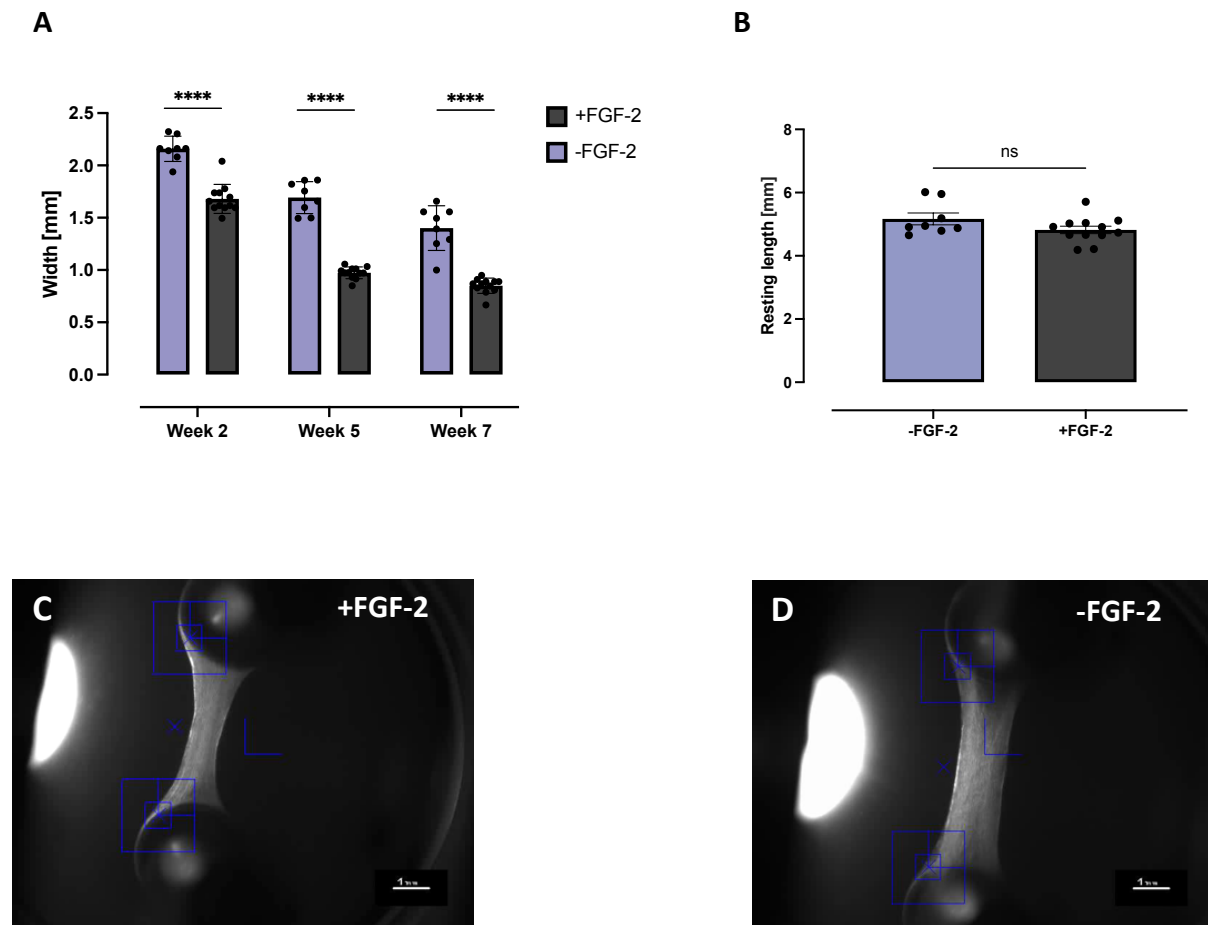 A
B
****
****
****
+FGF-2
-FGF-2
Width [mm]
2.5
2.0
1.5
1.0
0.5
0.0
Week 2
Week 5
Week 7
ns
Resting length [mm]
8
6
4
2
0
-FGF-2
+FGF-2
C
+FGF-2
1mm
D
-FGF-2
1mm